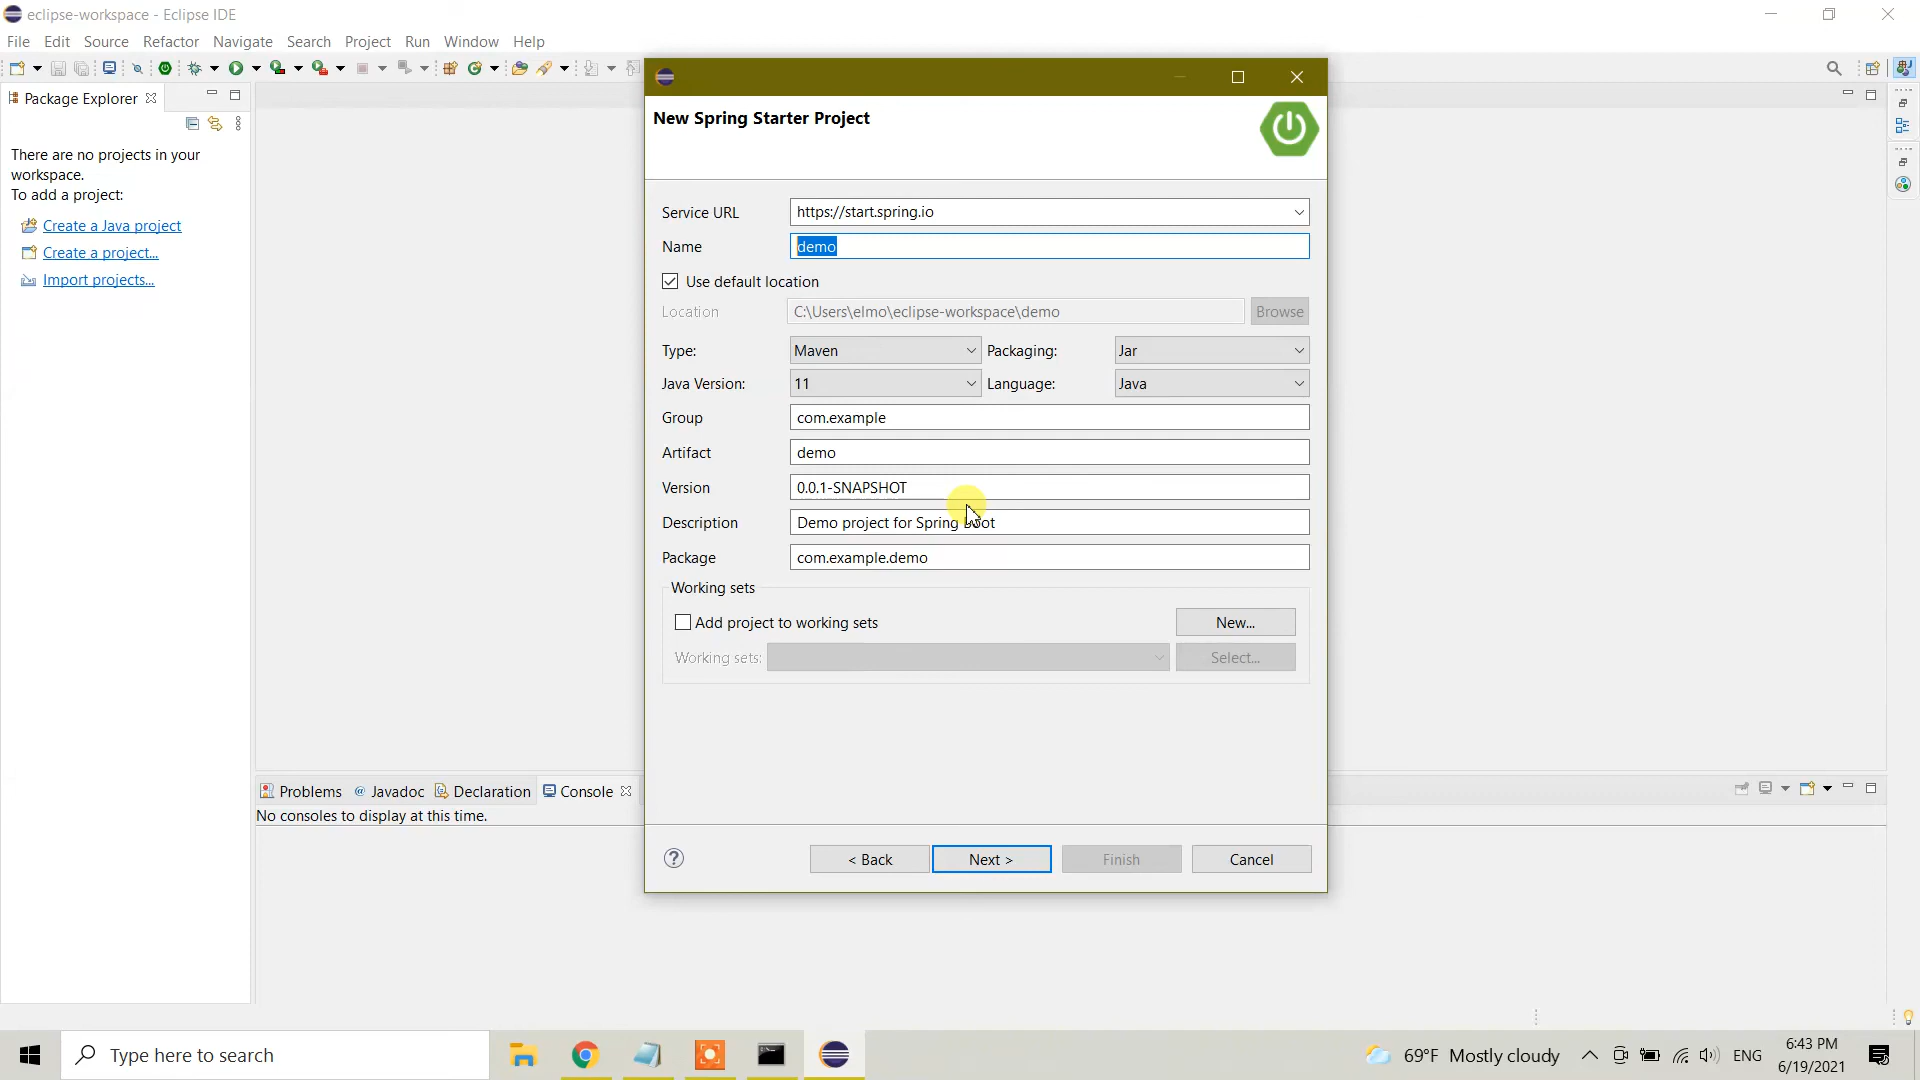 eclipse-workspace - Eclipse IDE
File Edit Source Refactor Navigate Search Project Run Window Help
Package Explorer
There are no projects in your
workspace.
To add a project:
Create a Java project
Create a project...
Import projects...
New Spring Starter Project
Service URL https://start.spring.io
Name demo
Use default location
Location C:\Users\elmo\eclipse-workspace\demo Browse
Type: Maven Packaging: Jar
Java Version: 11 Language: Java
Group com.example
Artifact demo
Version 0.0.1-SNAPSHOT
Description Demo project for Spring Boot
Package com.example.demo
Working sets
Add project to working sets New...
Working sets: Select...
< Back Next > Finish Cancel
Problems @ Javadoc Declaration Console
No consoles to display at this time.
Type here to search
69°F Mostly cloudy ENG
6:43 PM
6/19/2021